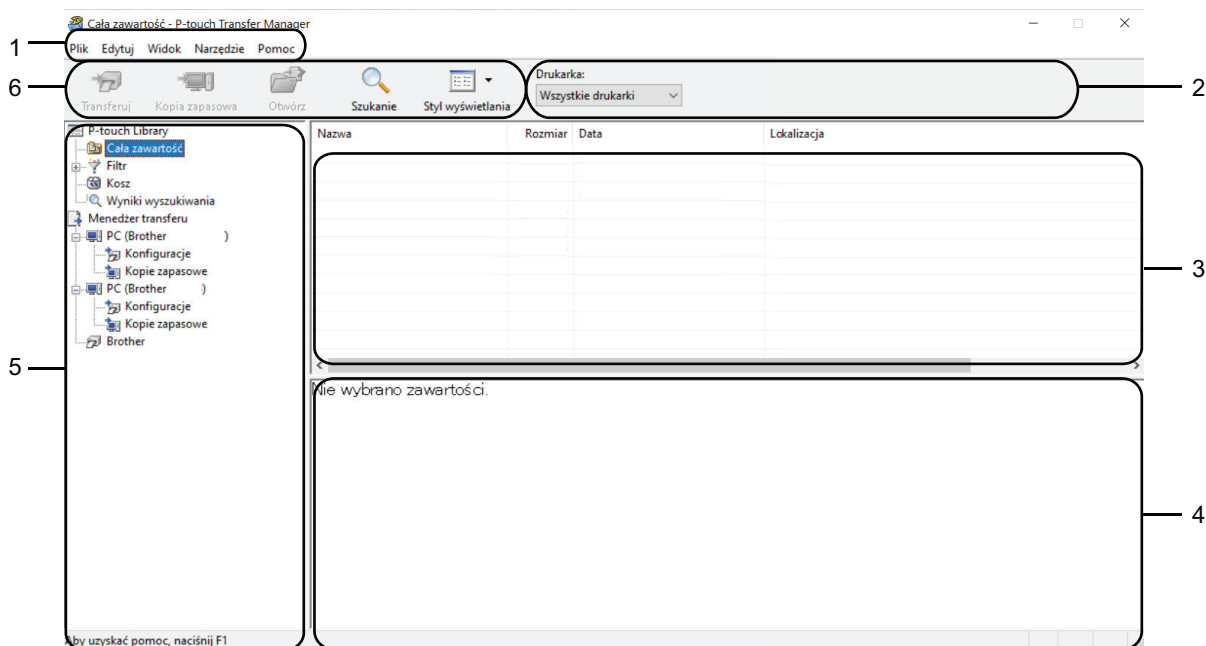 Cała zawartość - P-touch Transfer Manager
1
Plik Edytuj Widok Narzędzie Pomoc
6
Transferuj Kopia zapasowa Otwórz Szukanie Styl wyświetlania
Drukarka:
Wszystkie drukarki
2
P-touch Library
Cała zawartość
Filtr
Kosz
Wyniki wyszukiwania
Menedżer transferu
PC (Brother )
Konfiguracje
Kopie zapasowe
PC (Brother )
Konfiguracje
Kopie zapasowe
Brother
5
Nazwa Rozmiar Data Lokalizacja
3
Nie wybrano zawartości.
4
Aby uzyskać pomoc, naciśnij F1